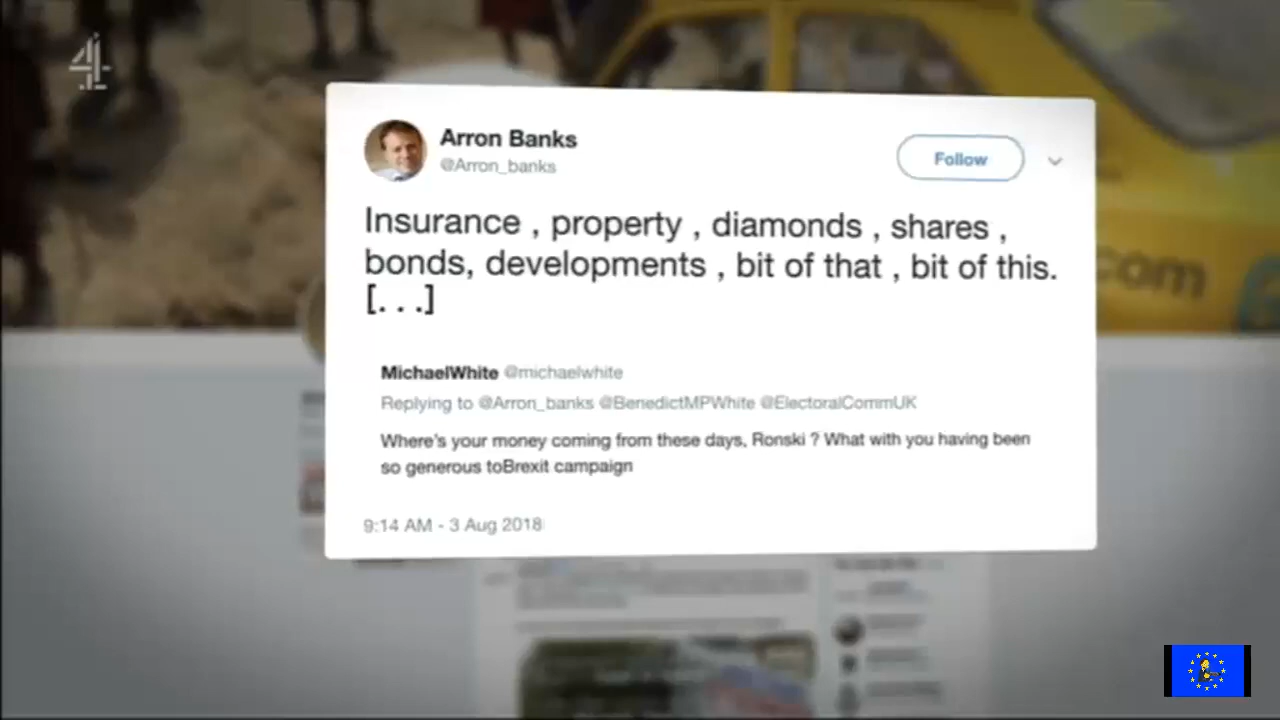 4
Arron Banks
@Arron_banks
Follow
Insurance , property , diamonds , shares ,
bonds, developments , bit of that , bit of this.
[. . .]
MichaelWhite @michaelwhite
Replying to @Arron_banks @BenedictMPWhite @ElectoralCommUK
Where's your money coming from these days, Ronski ? What with you having been
so generous toBrexit campaign
9:14 AM - 3 Aug 2018
com